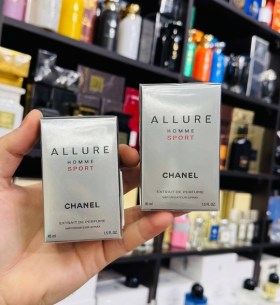 ALLURE
HOMME
SPORT
CHANEL
EXTRAIT DE PARFUM
ALLURE
HOMME
SPORT
CHANEL
EXTRAIT DE PARFUM